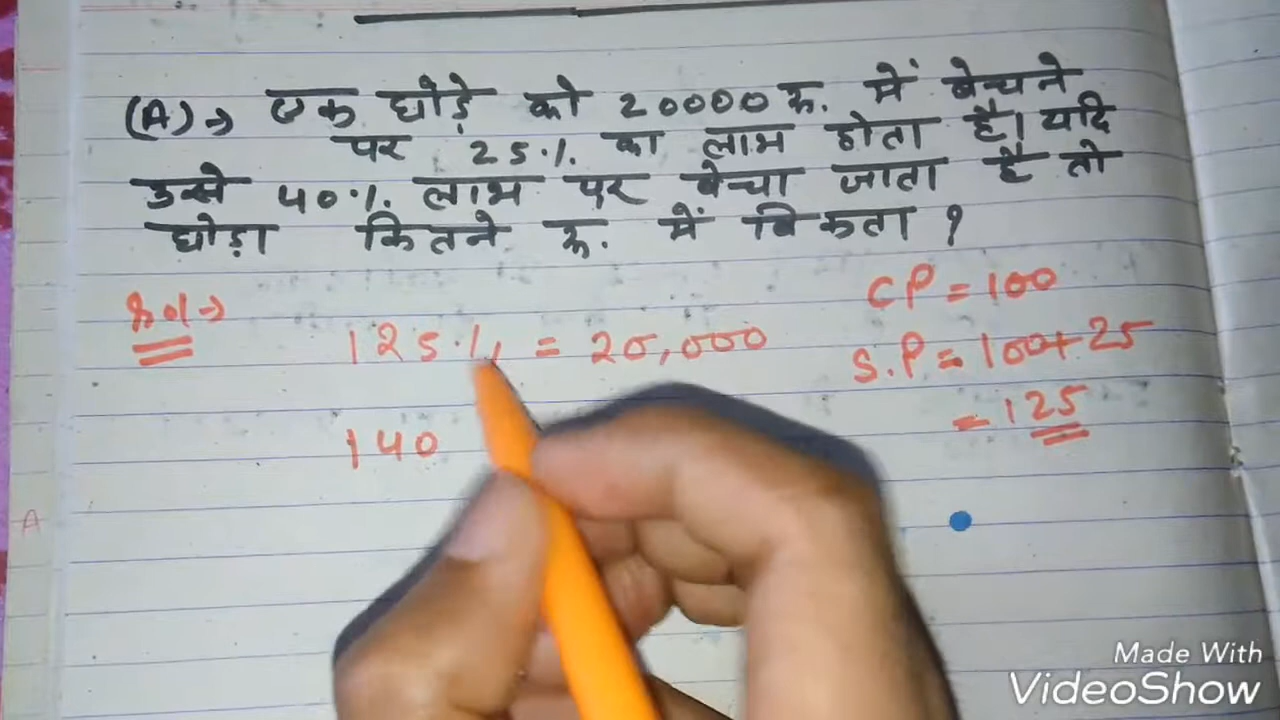 (A)→ एक घोड़े को 20000 रू. में बेचने
पर 25% का लाभ होता है। यदि
उसे 40% लाभ पर बेचा जाता है तो
घोड़ा कितने रू. में बिकता ?
Sol→
125% = 20,000
140
CP = 100
S.P = 100+25
= 125
A
Made With
VideoShow